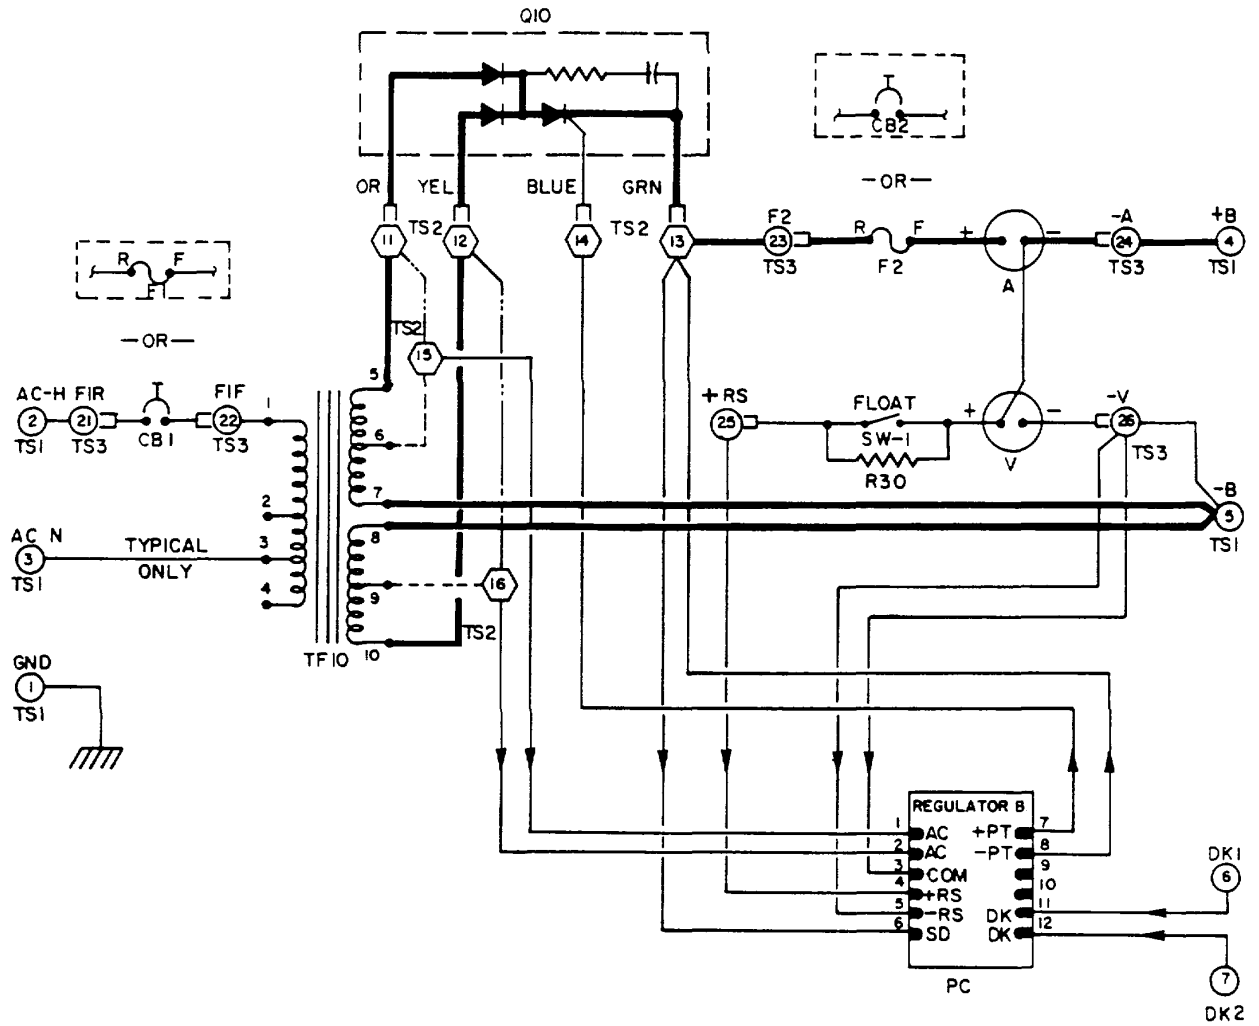 Q10
CB2
—OR—
OR YEL BLUE GRN
11 TS2 12 14 TS2 13
F2
23
TS3
R F
F2
+ −
A
-A
24
TS3
+B
4
TS1
R F
F1
—OR—
AC-H F1R
2 21
TS1 TS3
CB1
F1F
22
TS3
1
2
3
4
TS2
15
5
6
7
8
9
10
TF10
16
TS2
+RS
25
FLOAT
SW-1
R30
+ −
V
-V
26
TS3
-B
5
TS1
AC N
3
TS1
TYPICAL
ONLY
GND
1
TS1
REGULATOR B
1 AC +PT 7
2 AC -PT 8
3 COM 9
4 +RS 10
5 -RS DK 11
6 SD DK 12
PC
DK1
6
7
DK2